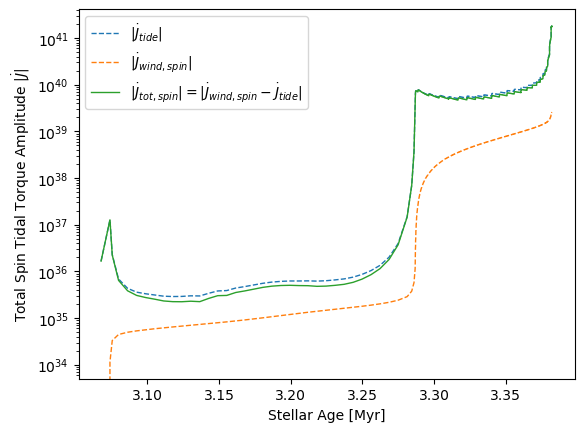 |J̇_{tide}|
|J̇_{wind,spin}|
|J̇_{tot,spin}| = |J̇_{wind,spin} − J̇_{tide}|
Total Spin Tidal Torque Amplitude |J̇|
10^{41}
10^{40}
10^{39}
10^{38}
10^{37}
10^{36}
10^{35}
10^{34}
3.10 3.15 3.20 3.25 3.30 3.35
Stellar Age [Myr]